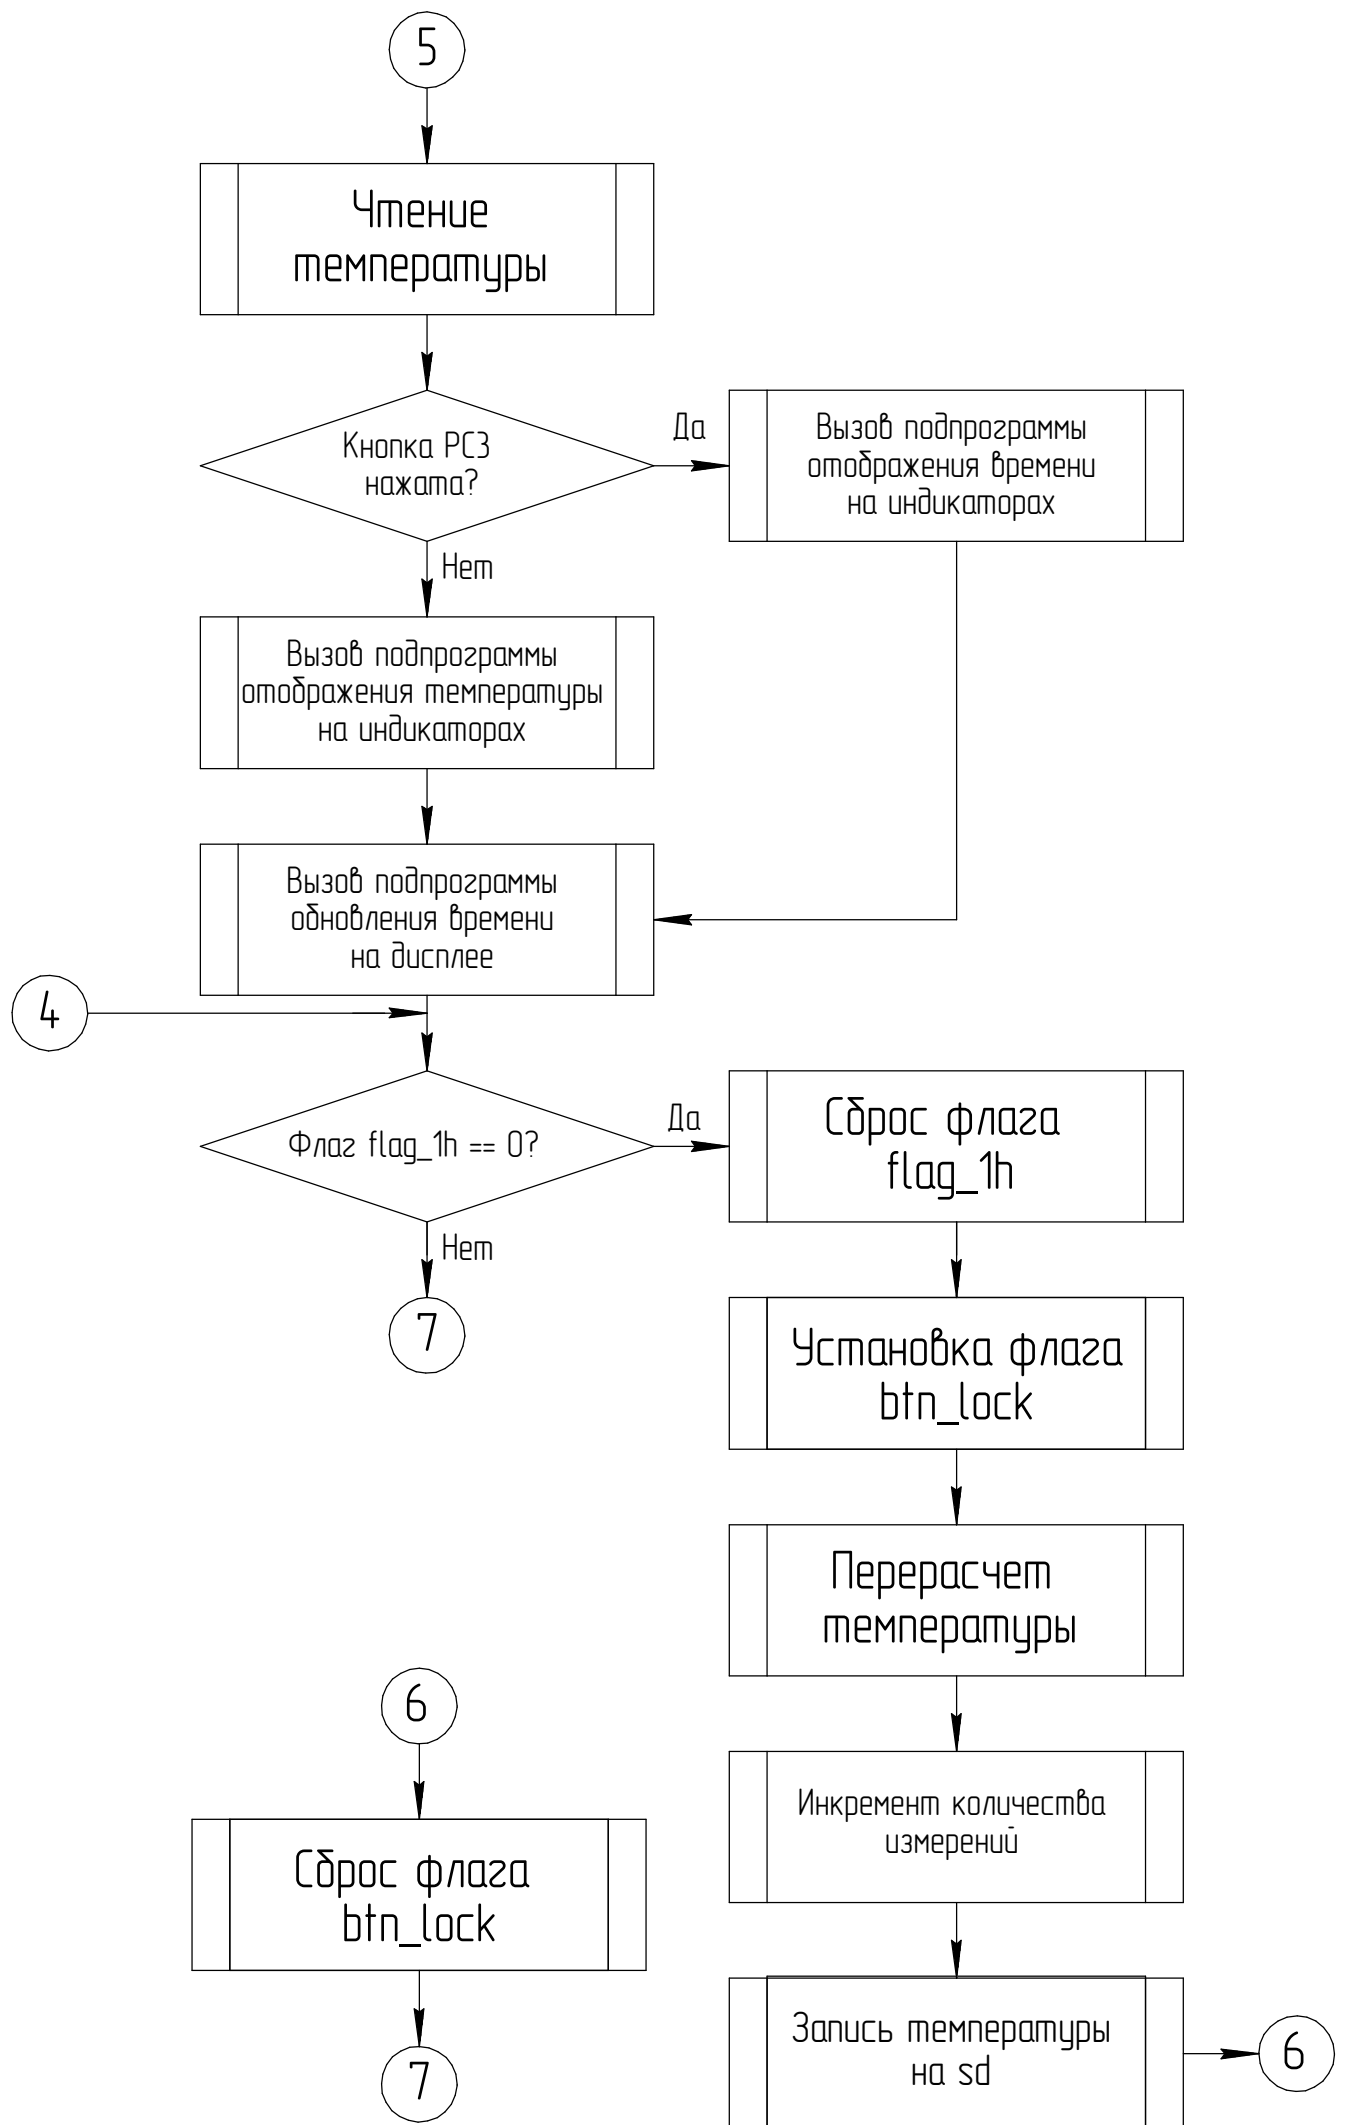 5
Чтение
температуры
Кнопка PC3
нажата?
Да
Вызов подпрограммы
отображения времени
на индикаторах
Нет
Вызов подпрограммы
отображения температуры
на индикаторах
Вызов подпрограммы
обновления времени
на дисплее
4
Флаг flag_1h == 0?
Да
Сброс флага
flag_1h
Нет
7
Установка флага
btn_lock
Перерасчет
температуры
Инкремент количества
измерений
Запись температуры
на sd
6
6
Сброс флага
btn_lock
7